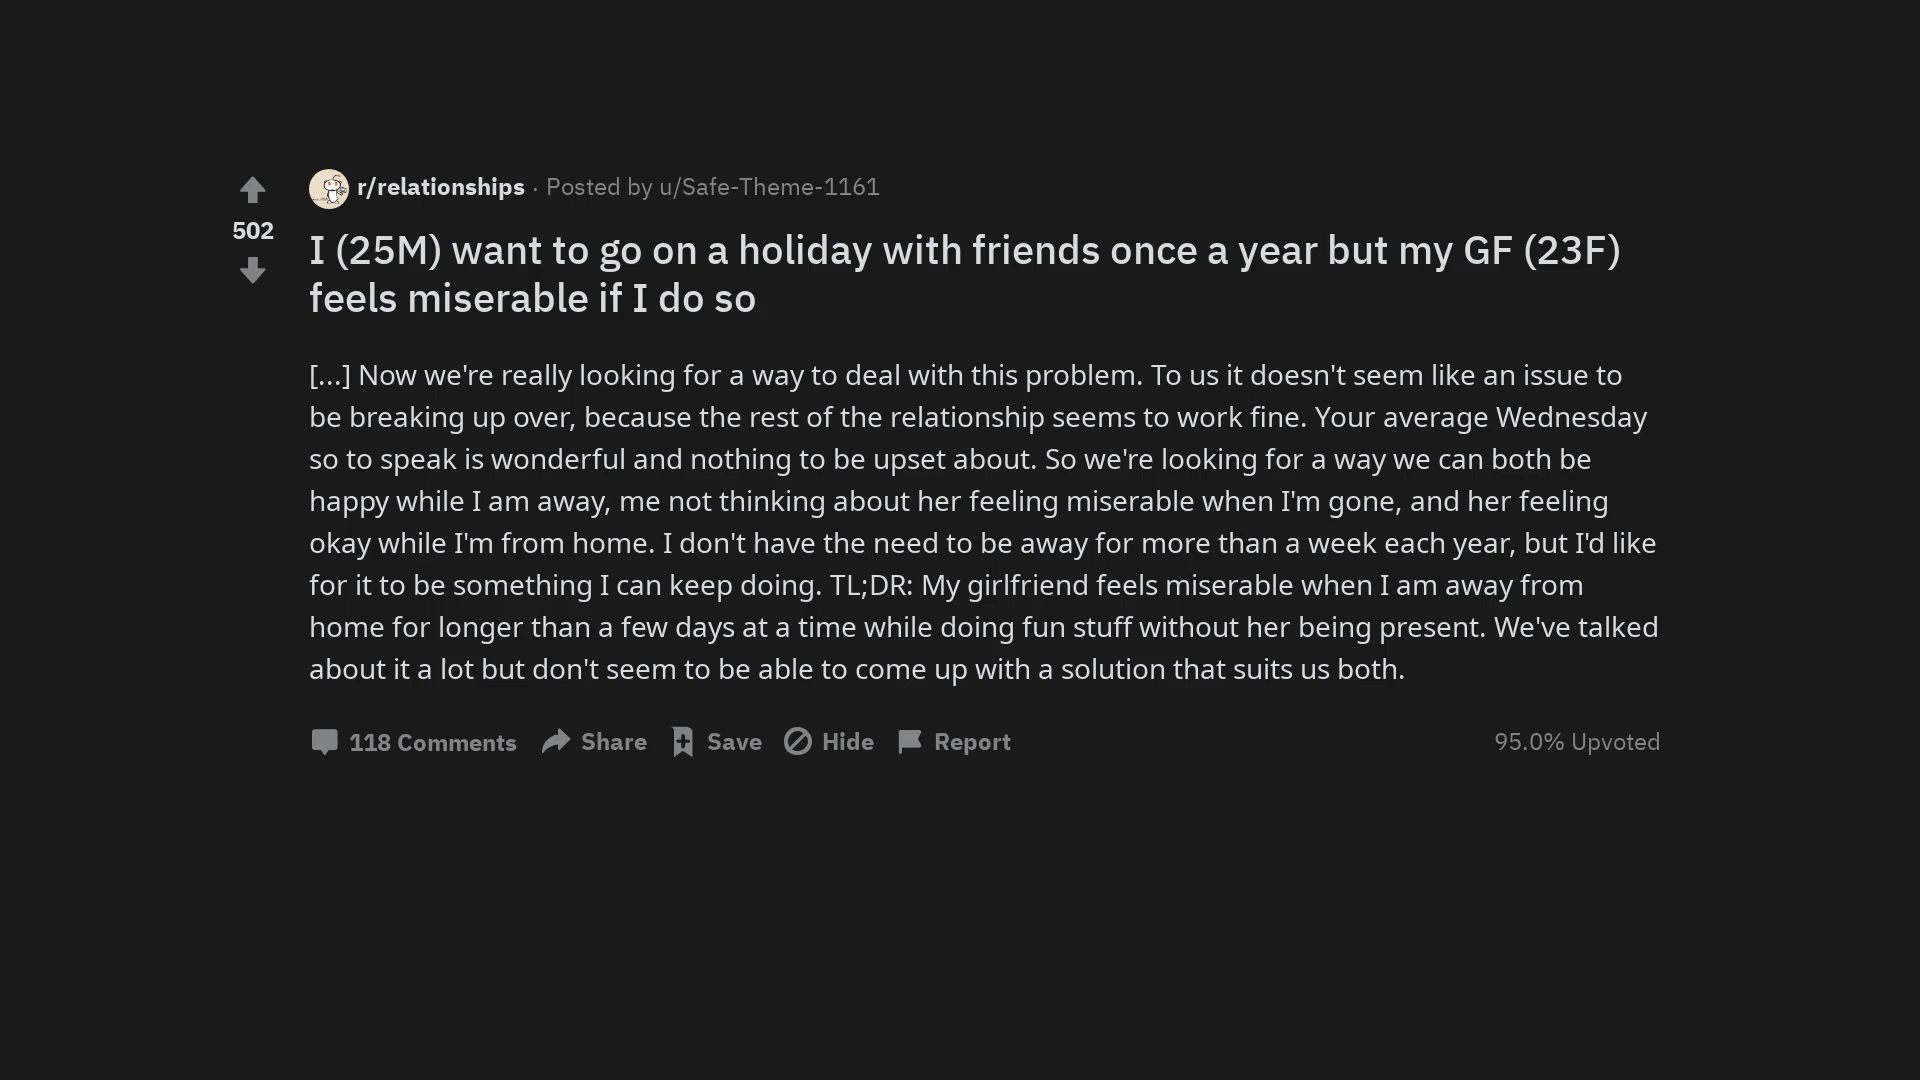 r/relationships · Posted by u/Safe-Theme-1161
502
I (25M) want to go on a holiday with friends once a year but my GF (23F)
feels miserable if I do so
[...] Now we're really looking for a way to deal with this problem. To us it doesn't seem like an issue to
be breaking up over, because the rest of the relationship seems to work fine. Your average Wednesday
so to speak is wonderful and nothing to be upset about. So we're looking for a way we can both be
happy while I am away, me not thinking about her feeling miserable when I'm gone, and her feeling
okay while I'm from home. I don't have the need to be away for more than a week each year, but I'd like
for it to be something I can keep doing. TL;DR: My girlfriend feels miserable when I am away from
home for longer than a few days at a time while doing fun stuff without her being present. We've talked
about it a lot but don't seem to be able to come up with a solution that suits us both.
118 Comments Share Save Hide Report 95.0% Upvoted